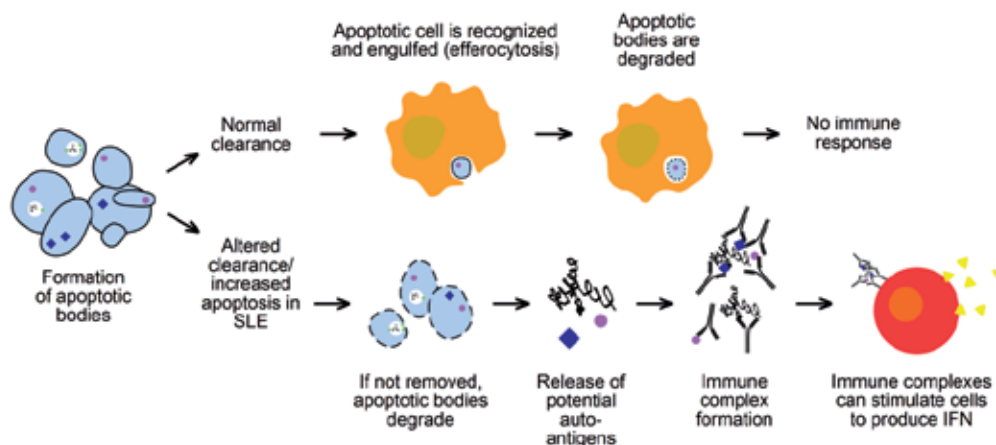 Apoptotic cell is recognized
and engulfed (efferocytosis)
Apoptotic
bodies are
degraded
Normal
clearance
No immune
response
Formation
of apoptotic
bodies
Altered
clearance/
increased
apoptosis in
SLE
If not removed,
apoptotic bodies
degrade
Release of
potential
auto-
antigens
Immune
complex
formation
Immune complexes
can stimulate cells
to produce IFN